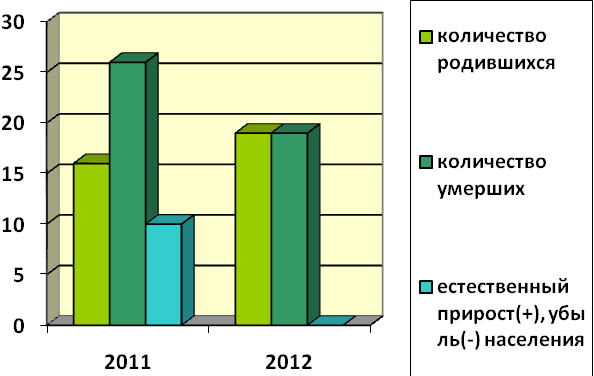 30
25
20
15
10
5
0
2011
2012
количество
родившихся
количество
умерших
естественный
прирост(+), убы
ль(-) населения